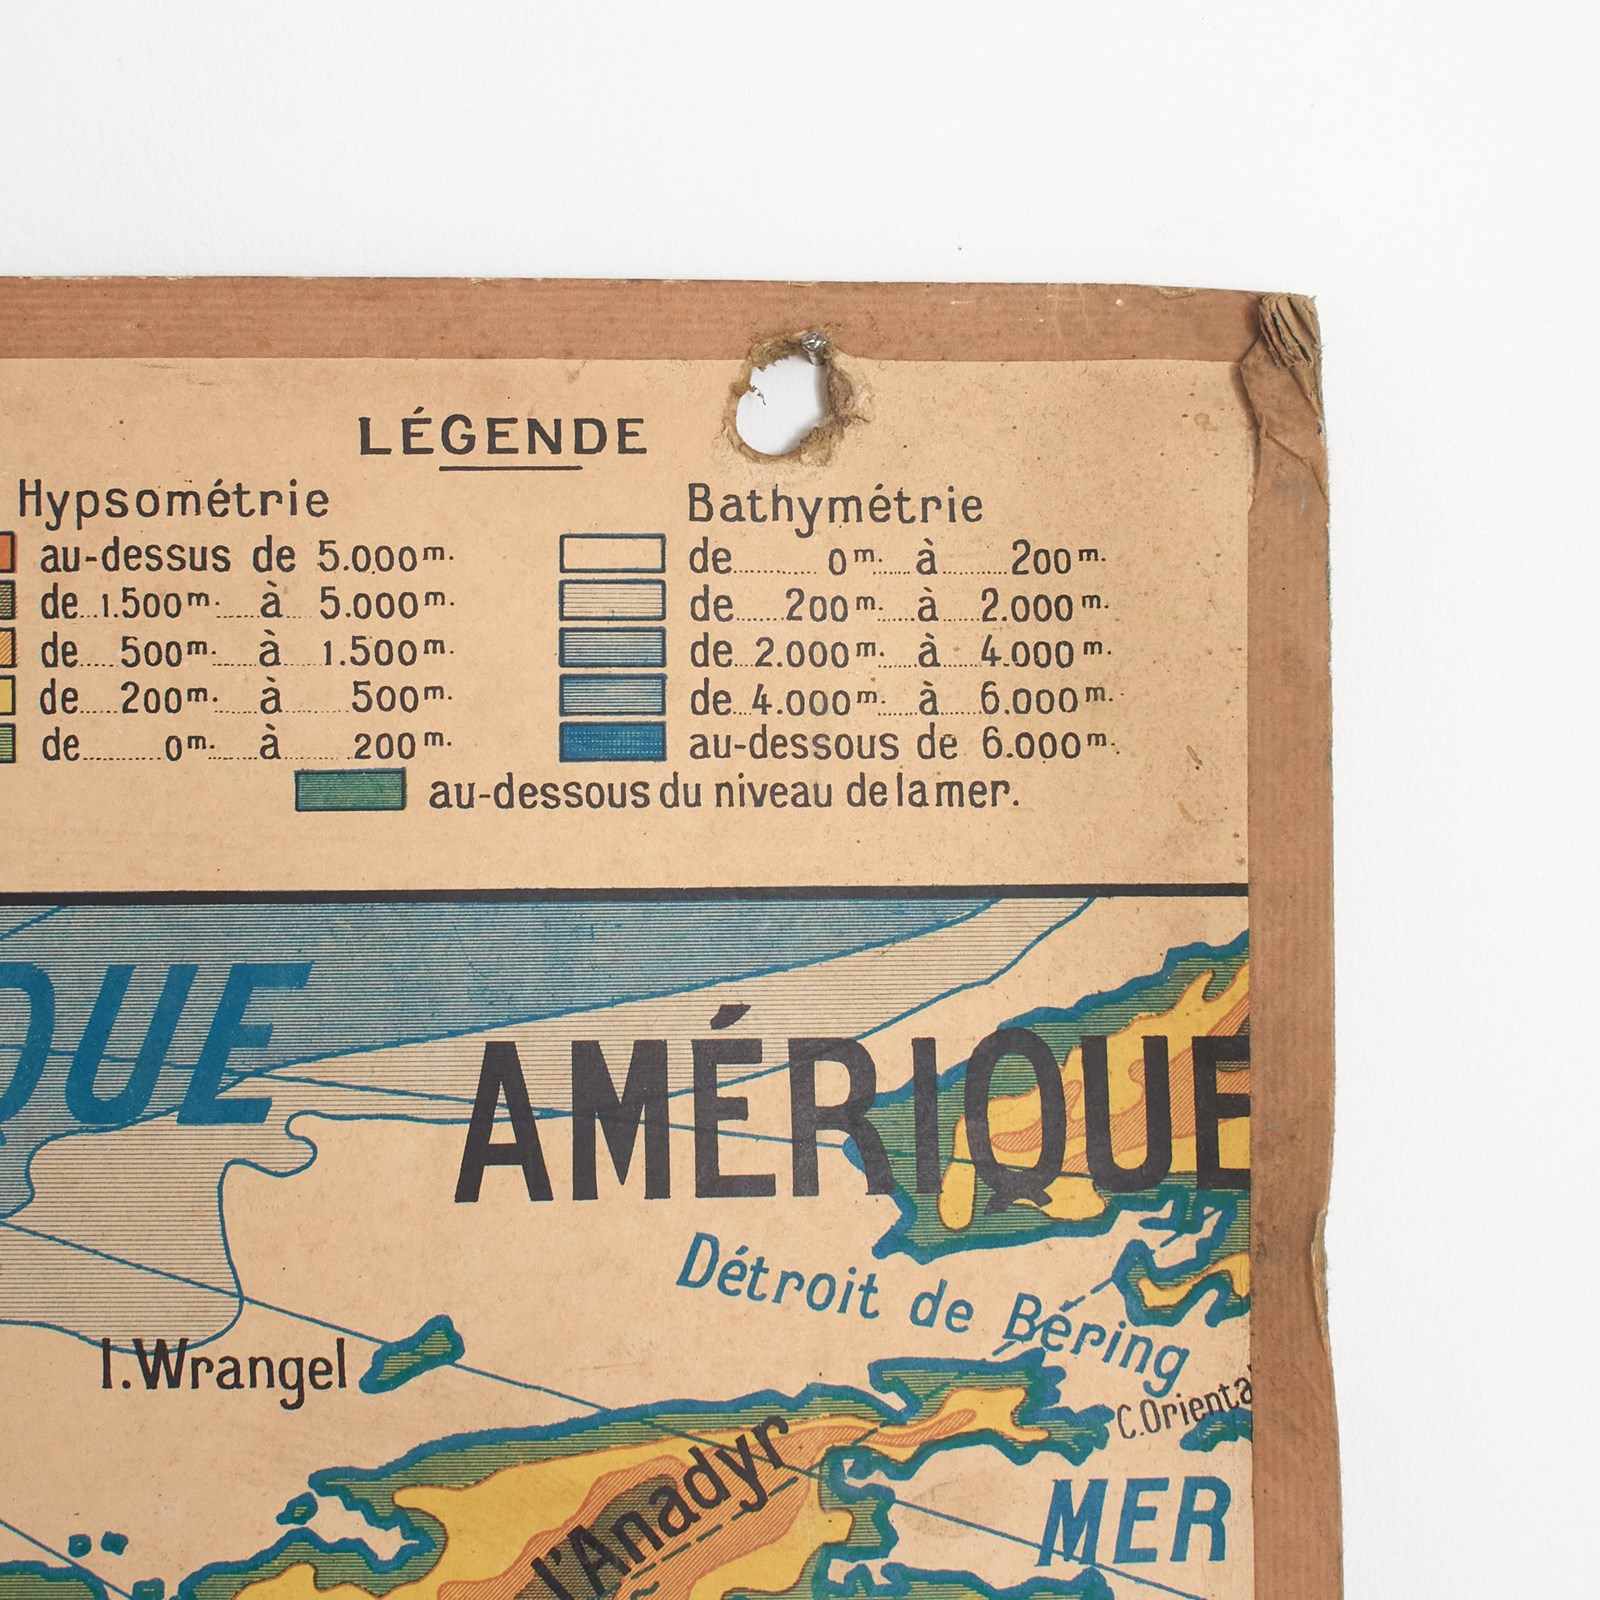 LÉGENDE
Hypsométrie
au-dessus de 5.000m.
de...1.500m......à.....5.000m.
de.....500m......à.....1.500m.
de.....200m......à.......500m.
de.........0m......à.......200m.
Bathymétrie
de..........0m......à.......200m.
de......200m......à.....2.000m.
de...2.000m......à.....4.000m.
de...4.000m......à.....6.000m.
au-dessous de 6.000m.
au-dessous du niveau de la mer.
QUE
AMÉRIQUE
Détroit de Béring
I.Wrangel
C.Orienta
l'Anadyr
MER